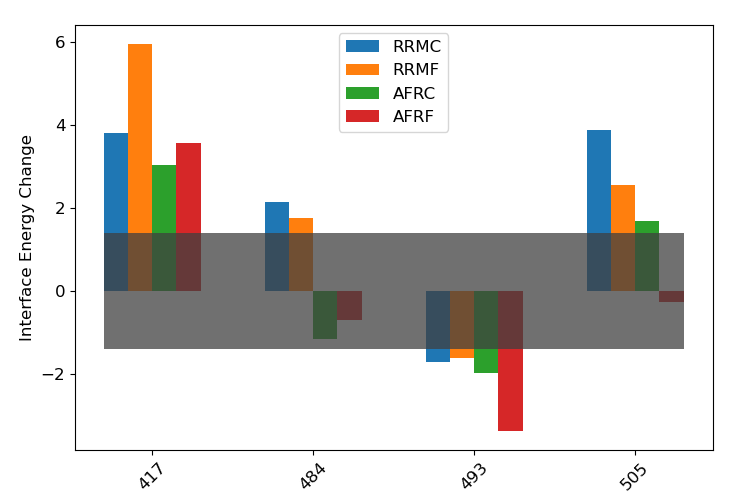 RRMC
RRMF
AFRC
AFRF
Interface Energy Change
6
4
2
0
−2
417
484
493
505